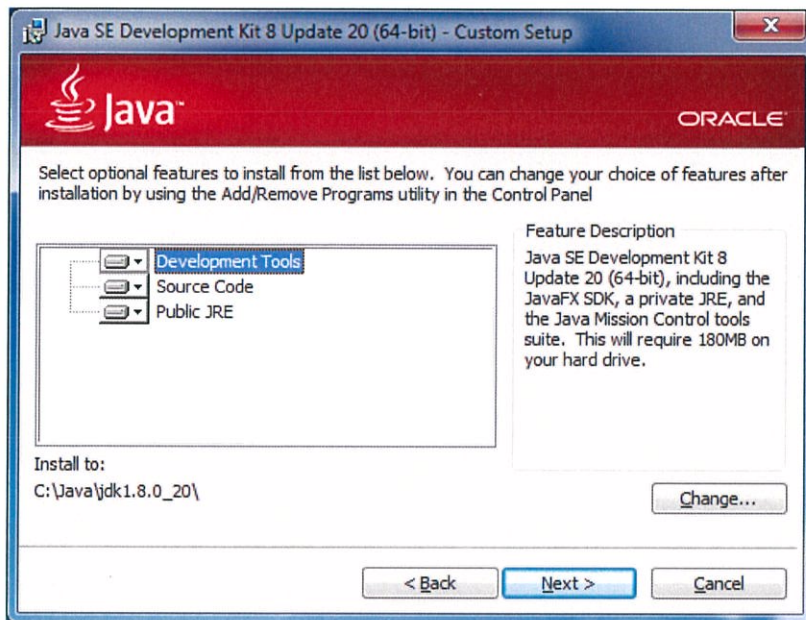 Java SE Development Kit 8 Update 20 (64-bit) - Custom Setup
Java™
ORACLE
Select optional features to install from the list below. You can change your choice of features after
installation by using the Add/Remove Programs utility in the Control Panel
Development Tools
Source Code
Public JRE
Feature Description
Java SE Development Kit 8
Update 20 (64-bit), including the
JavaFX SDK, a private JRE, and
the Java Mission Control tools
suite. This will require 180MB on
your hard drive.
Install to:
C:\Java\jdk1.8.0_20\
Change...
< Back
Next >
Cancel